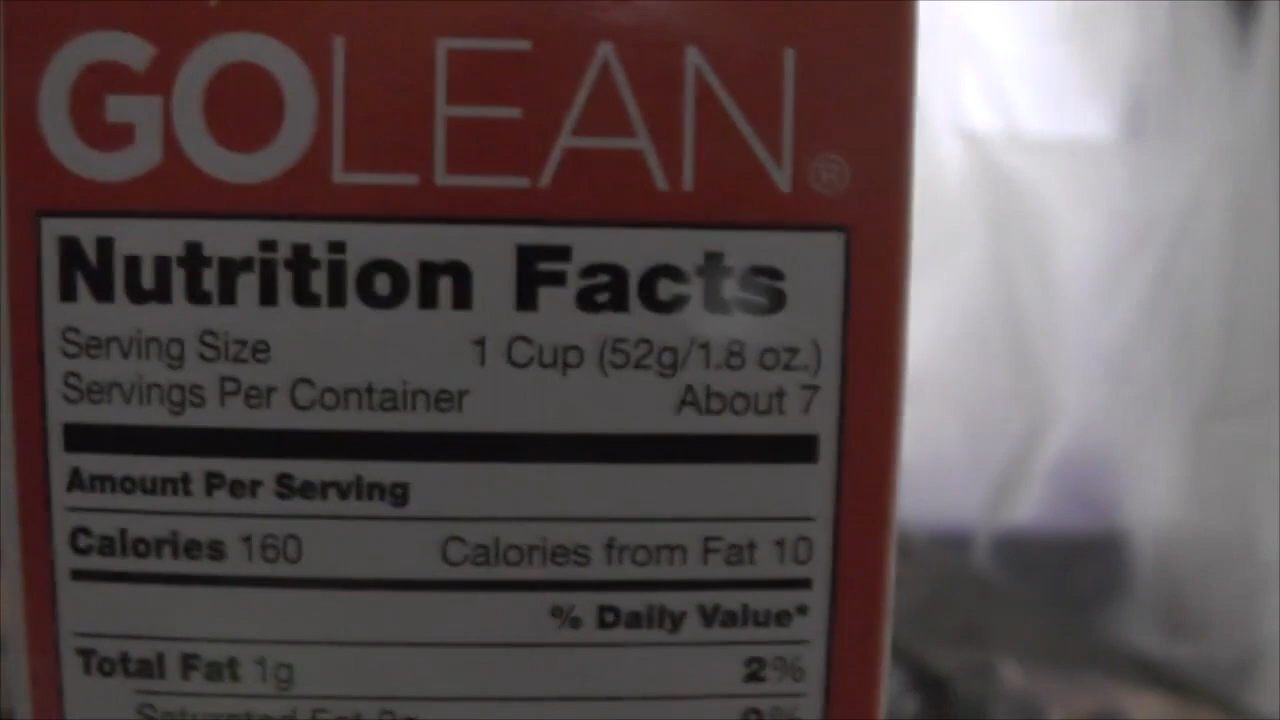 GOLEAN®
Nutrition Facts
Serving Size 1 Cup (52g/1.8 oz.)
Servings Per Container About 7
Amount Per Serving
Calories 160 Calories from Fat 10
% Daily Value*
Total Fat 1g 2%
Saturated Fat 0g 0%